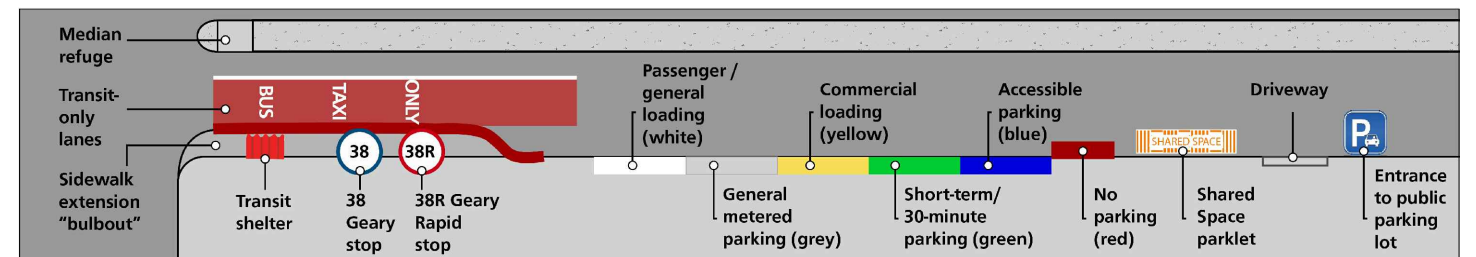 Median
refuge
Transit-
only
lanes
Sidewalk
extension
“bulbout”
BUS
TAXI
ONLY
38
38R
Transit
shelter
38
Geary
stop
38R Geary
Rapid
stop
Passenger /
general
loading
(white)
General
metered
parking (grey)
Commercial
loading
(yellow)
Short-term/
30-minute
parking (green)
Accessible
parking
(blue)
No
parking
(red)
SHARED SPACE
Shared
Space
parklet
Driveway
P
Entrance
to public
parking
lot